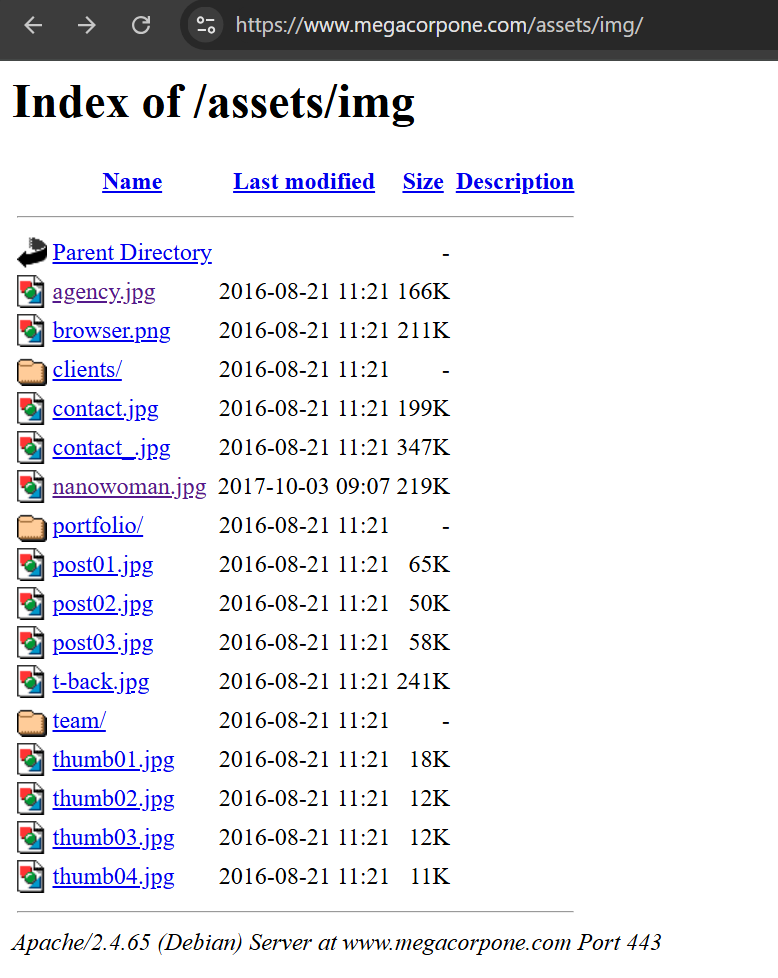 https://www.megacorpone.com/assets/img/
Index of /assets/img
Name Last modified Size Description
Parent Directory -
agency.jpg 2016-08-21 11:21 166K
browser.png 2016-08-21 11:21 211K
clients/ 2016-08-21 11:21 -
contact.jpg 2016-08-21 11:21 199K
contact_.jpg 2016-08-21 11:21 347K
nanowoman.jpg 2017-10-03 09:07 219K
portfolio/ 2016-08-21 11:21 -
post01.jpg 2016-08-21 11:21 65K
post02.jpg 2016-08-21 11:21 50K
post03.jpg 2016-08-21 11:21 58K
t-back.jpg 2016-08-21 11:21 241K
team/ 2016-08-21 11:21 -
thumb01.jpg 2016-08-21 11:21 18K
thumb02.jpg 2016-08-21 11:21 12K
thumb03.jpg 2016-08-21 11:21 12K
thumb04.jpg 2016-08-21 11:21 11K
Apache/2.4.65 (Debian) Server at www.megacorpone.com Port 443